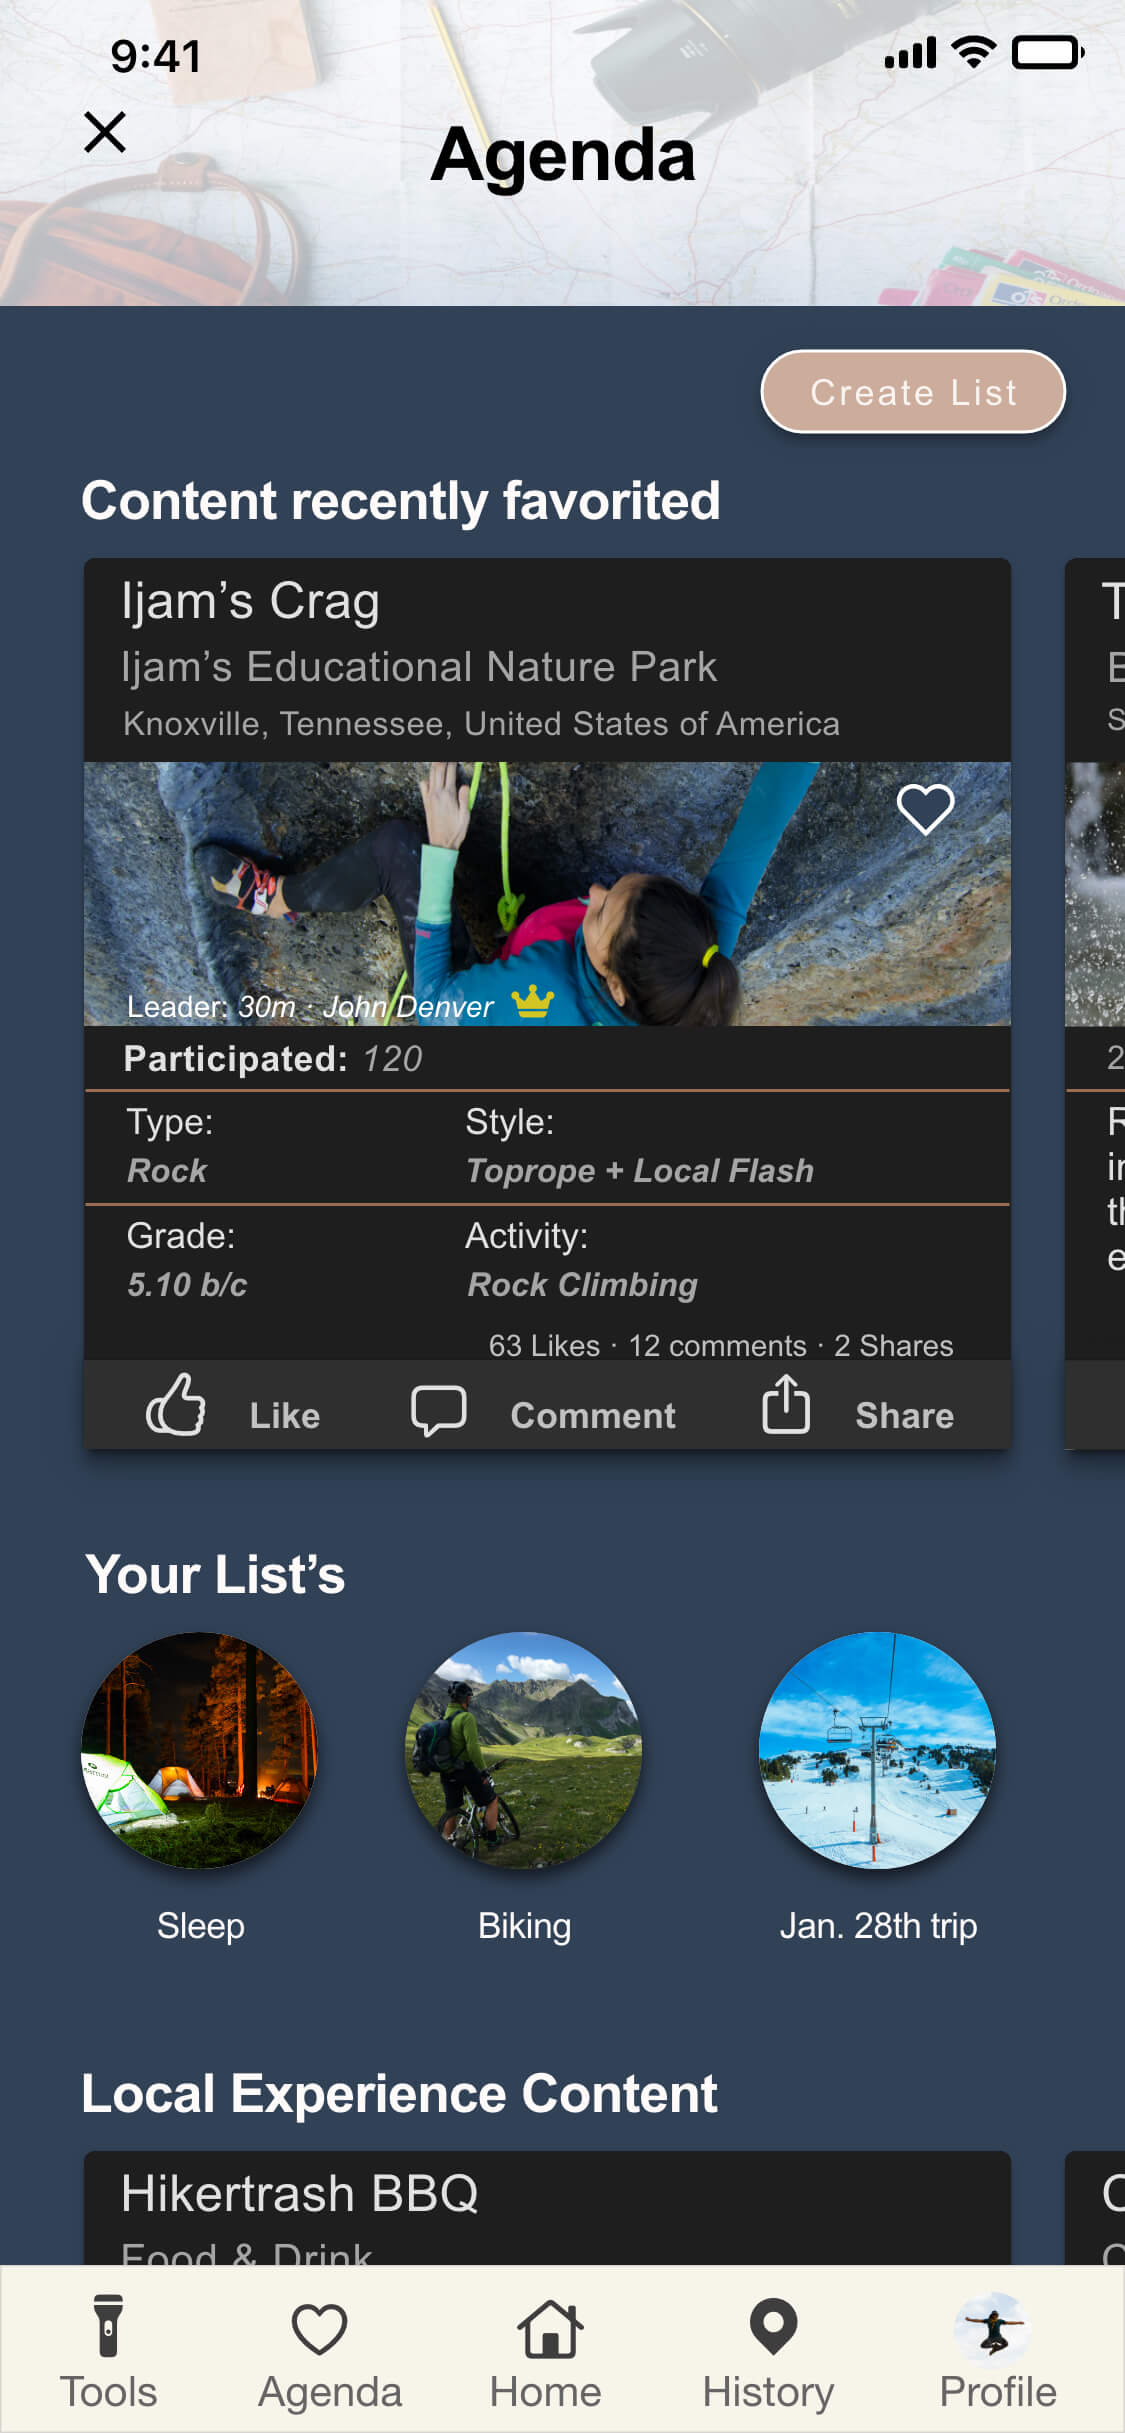 9:41
Agenda
Create List
Content recently favorited
Ijam’s Crag
Ijam’s Educational Nature Park
Knoxville, Tennessee, United States of America
Leader: 30m · John Denver
Participated: 120
Type:
Style:
Rock
Toprope + Local Flash
Grade:
Activity:
5.10 b/c
Rock Climbing
63 Likes · 12 comments · 2 Shares
Like
Comment
Share
Your List’s
Sleep
Biking
Jan. 28th trip
Local Experience Content
Hikertrash BBQ
Food & Drink
Tools
Agenda
Home
History
Profile